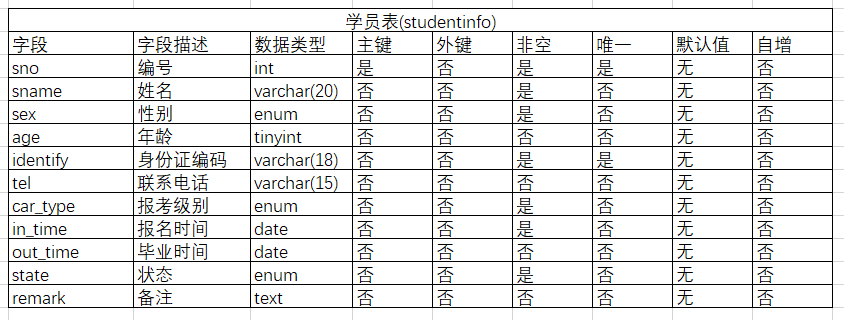 学员表(studentinfo)
字段 字段描述 数据类型 主键 外键 非空 唯一 默认值 自增
sno 编号 int 是 否 是 是 无 否
sname 姓名 varchar(20) 否 否 是 否 无 否
sex 性别 enum 否 否 是 否 无 否
age 年龄 tinyint 否 否 否 否 无 否
identify 身份证编码 varchar(18) 否 否 是 是 无 否
tel 联系电话 varchar(15) 否 否 否 否 无 否
car_type 报考级别 enum 否 否 是 否 无 否
in_time 报名时间 date 否 否 是 否 无 否
out_time 毕业时间 date 否 否 否 否 无 否
state 状态 enum 否 否 是 否 无 否
remark 备注 text 否 否 否 否 无 否